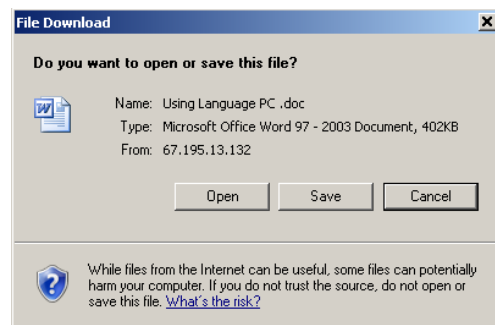 File Download
Do you want to open or save this file?
Name: Using Language PC .doc
Type: Microsoft Office Word 97 - 2003 Document, 402KB
From: 67.195.13.132
Open Save Cancel
While files from the Internet can be useful, some files can potentially
harm your computer. If you do not trust the source, do not open or
save this file. What's the risk?